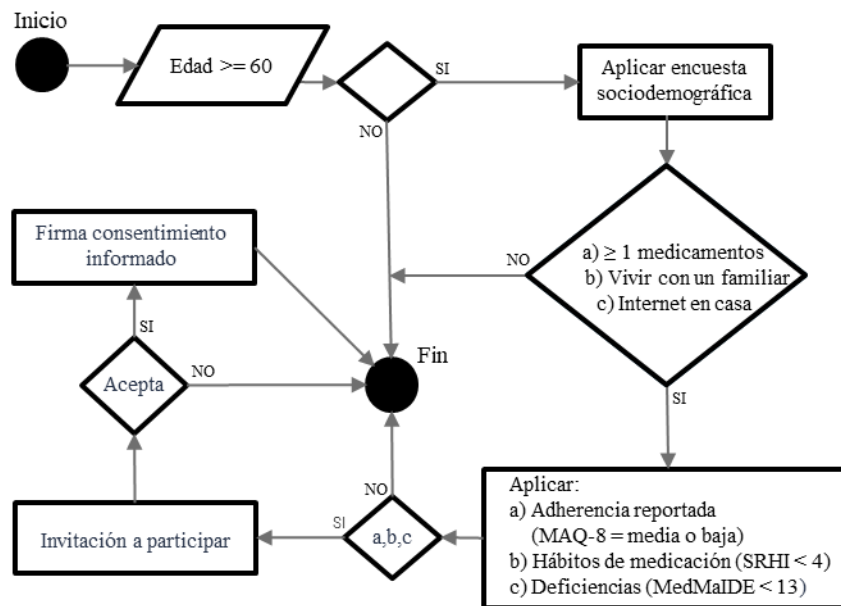 Inicio
Edad >= 60
SI
NO
Aplicar encuesta
sociodemográfica
a) ≥ 1 medicamentos
b) Vivir con un familiar
c) Internet en casa
NO
SI
Aplicar:
a) Adherencia reportada
(MAQ-8 = media o baja)
b) Hábitos de medicación (SRHI < 4)
c) Deficiencias (MedMaIDE < 13)
a,b,c
NO
SI
Invitación a participar
Acepta
NO
SI
Firma consentimiento
informado
Fin